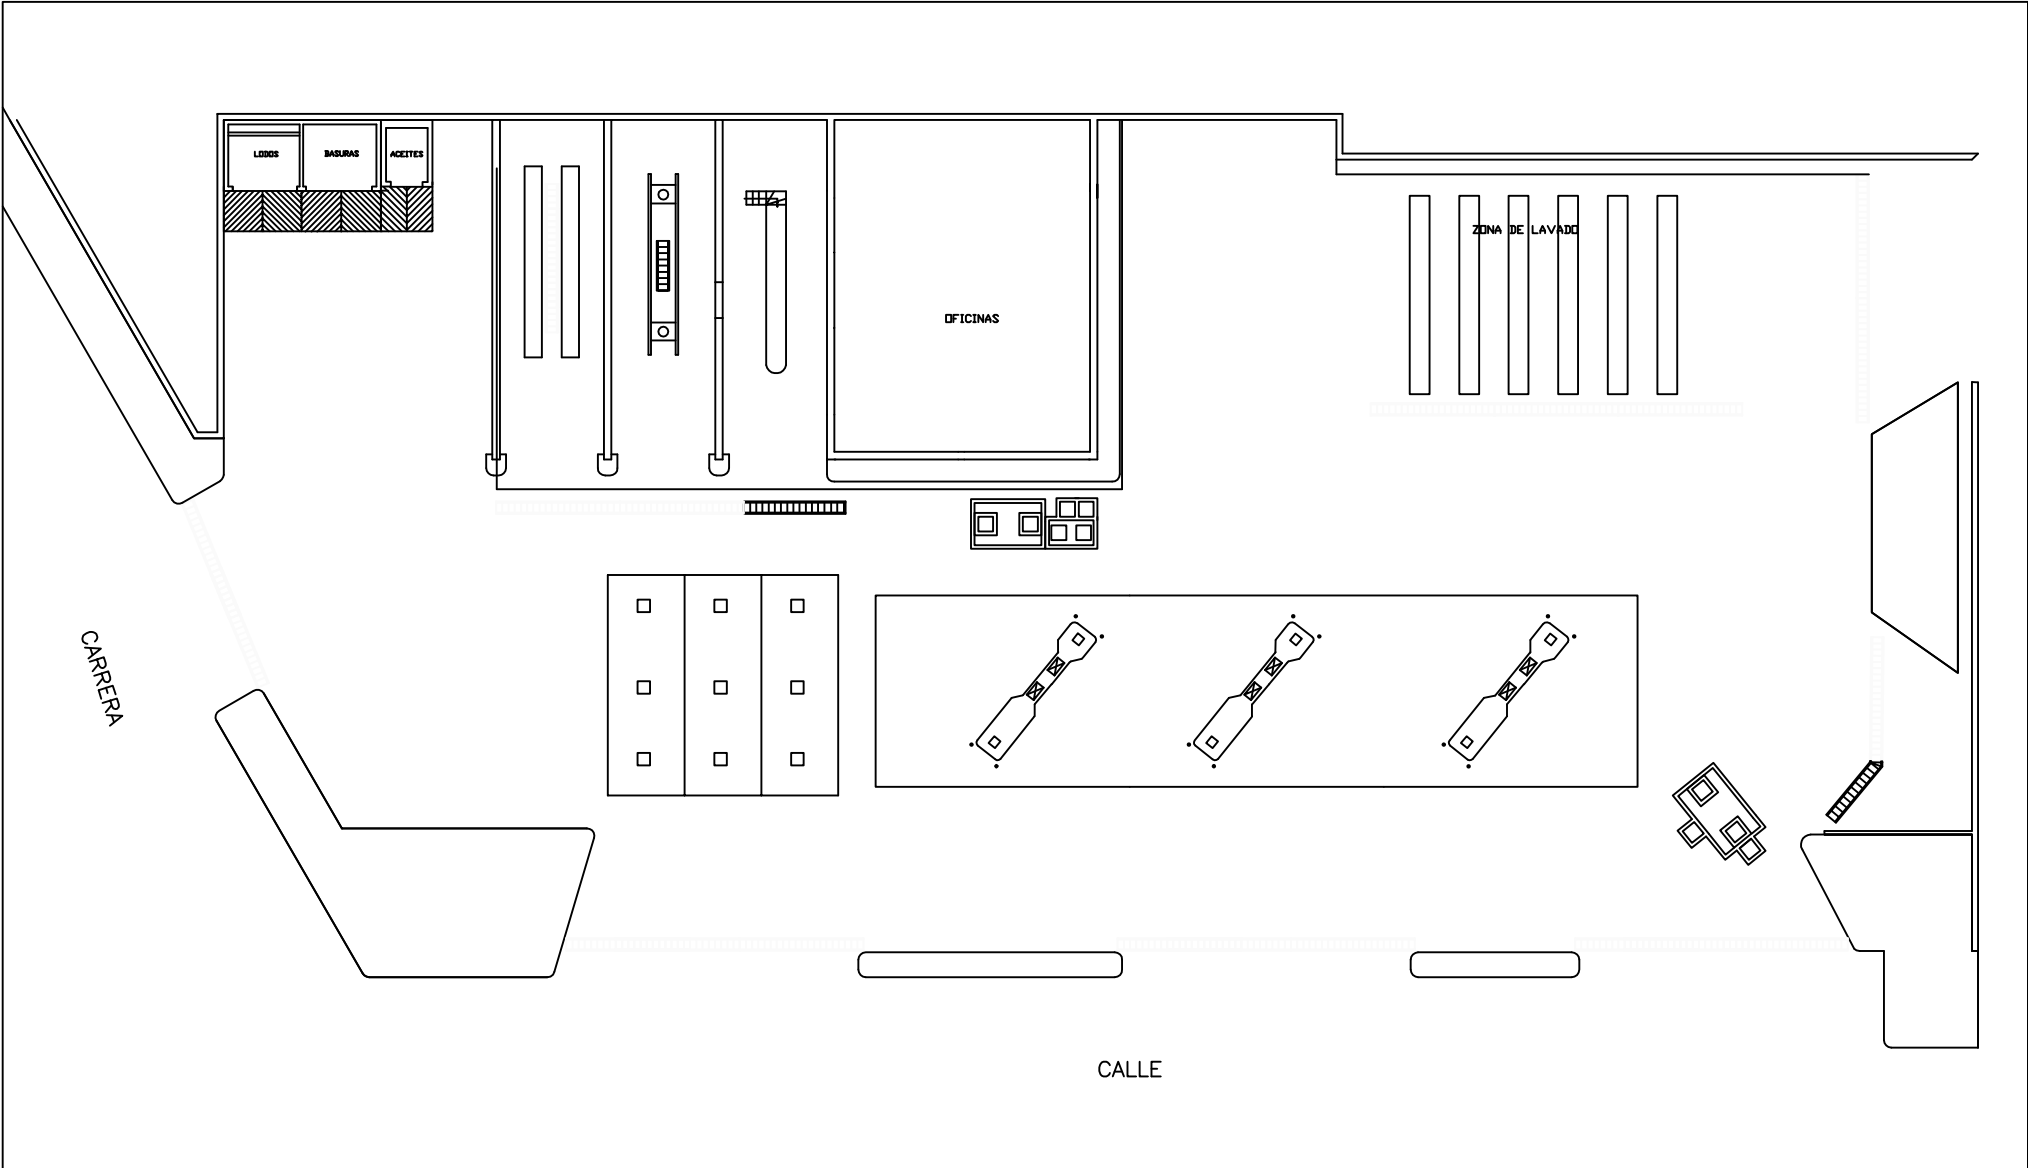 LODOS
BASURAS
ACEITES
ZONA DE LAVADO
OFICINAS
CARRERA
CALLE